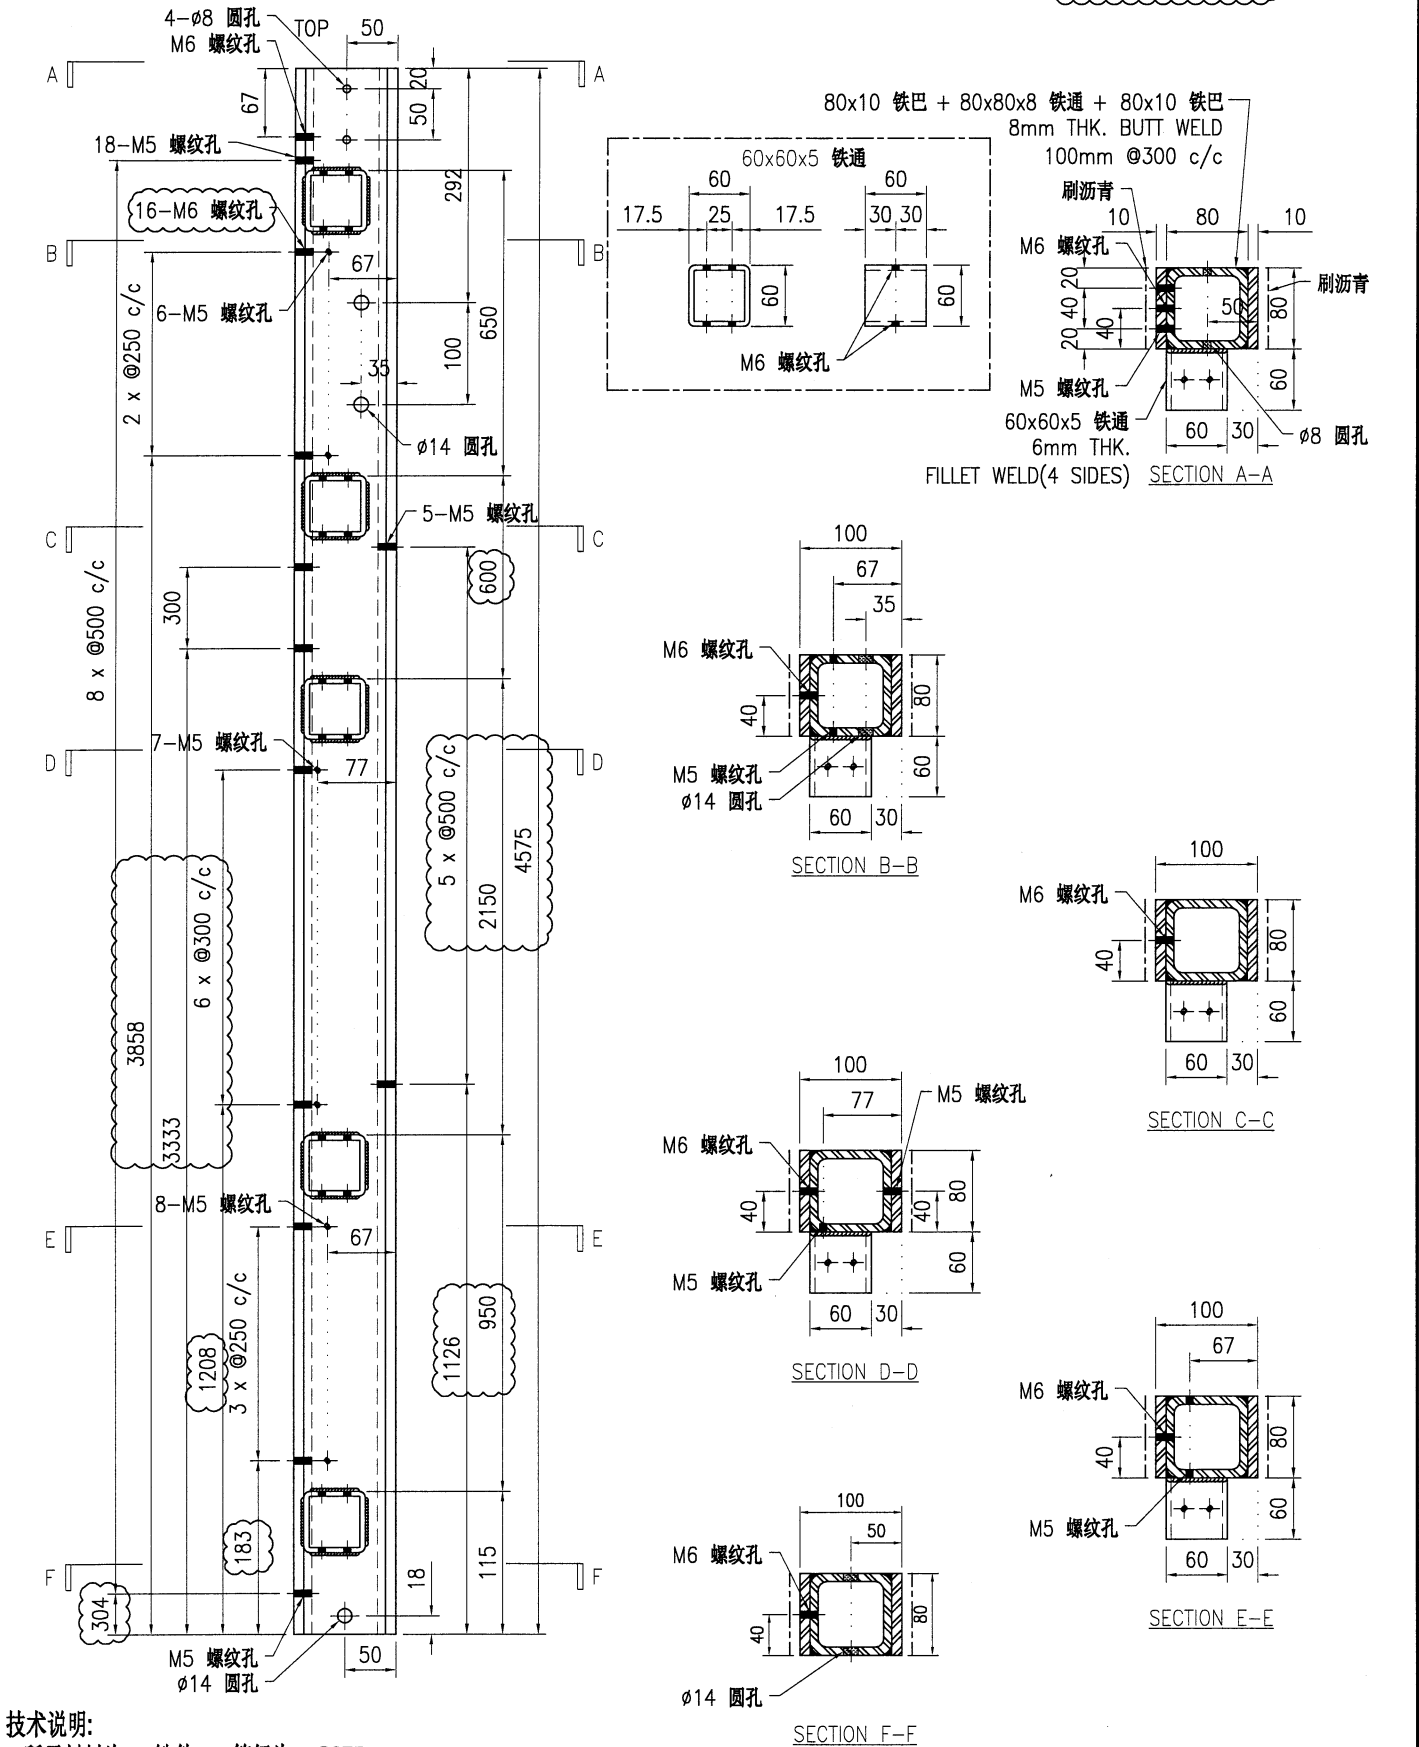 4-ø8 圆孔
M6 螺纹孔
TOP
50
A
A
67
20
50
18-M5 螺纹孔
292
16-M6 螺纹孔
B
B
67
6-M5 螺纹孔
2 x @250 c/c
650
100
35
ø14 圆孔
5-M5 螺纹孔
C
C
600
300
8 x @500 c/c
7-M5 螺纹孔
D
D
77
5 x @500 c/c
4575
2150
6 x @300 c/c
3858
3333
8-M5 螺纹孔
E
E
67
3 x @250 c/c
1208
950
1126
183
115
18
F
F
304
M5 螺纹孔
ø14 圆孔
50
60x60x5 铁通
60
60
17.5
25
17.5
30
30
60
60
M6 螺纹孔
80x10 铁巴 + 80x80x8 铁通 + 80x10 铁巴
8mm THK. BUTT WELD
100mm @300 c/c
刷沥青
10
80
10
M6 螺纹孔
刷沥青
20
40
20
40
50
80
60
M5 螺纹孔
60x60x5 铁通
6mm THK.
FILLET WELD(4 SIDES)
60
30
ø8 圆孔
SECTION A-A
100
67
35
M6 螺纹孔
40
80
M5 螺纹孔
ø14 圆孔
60
60
30
SECTION B-B
100
M6 螺纹孔
40
80
60
60
30
SECTION C-C
100
77
M5 螺纹孔
M6 螺纹孔
40
40
80
M5 螺纹孔
60
60
30
SECTION D-D
100
67
M6 螺纹孔
40
80
M5 螺纹孔
60
60
30
SECTION E-E
100
50
M6 螺纹孔
40
80
ø14 圆孔
SECTION F-F
技术说明: